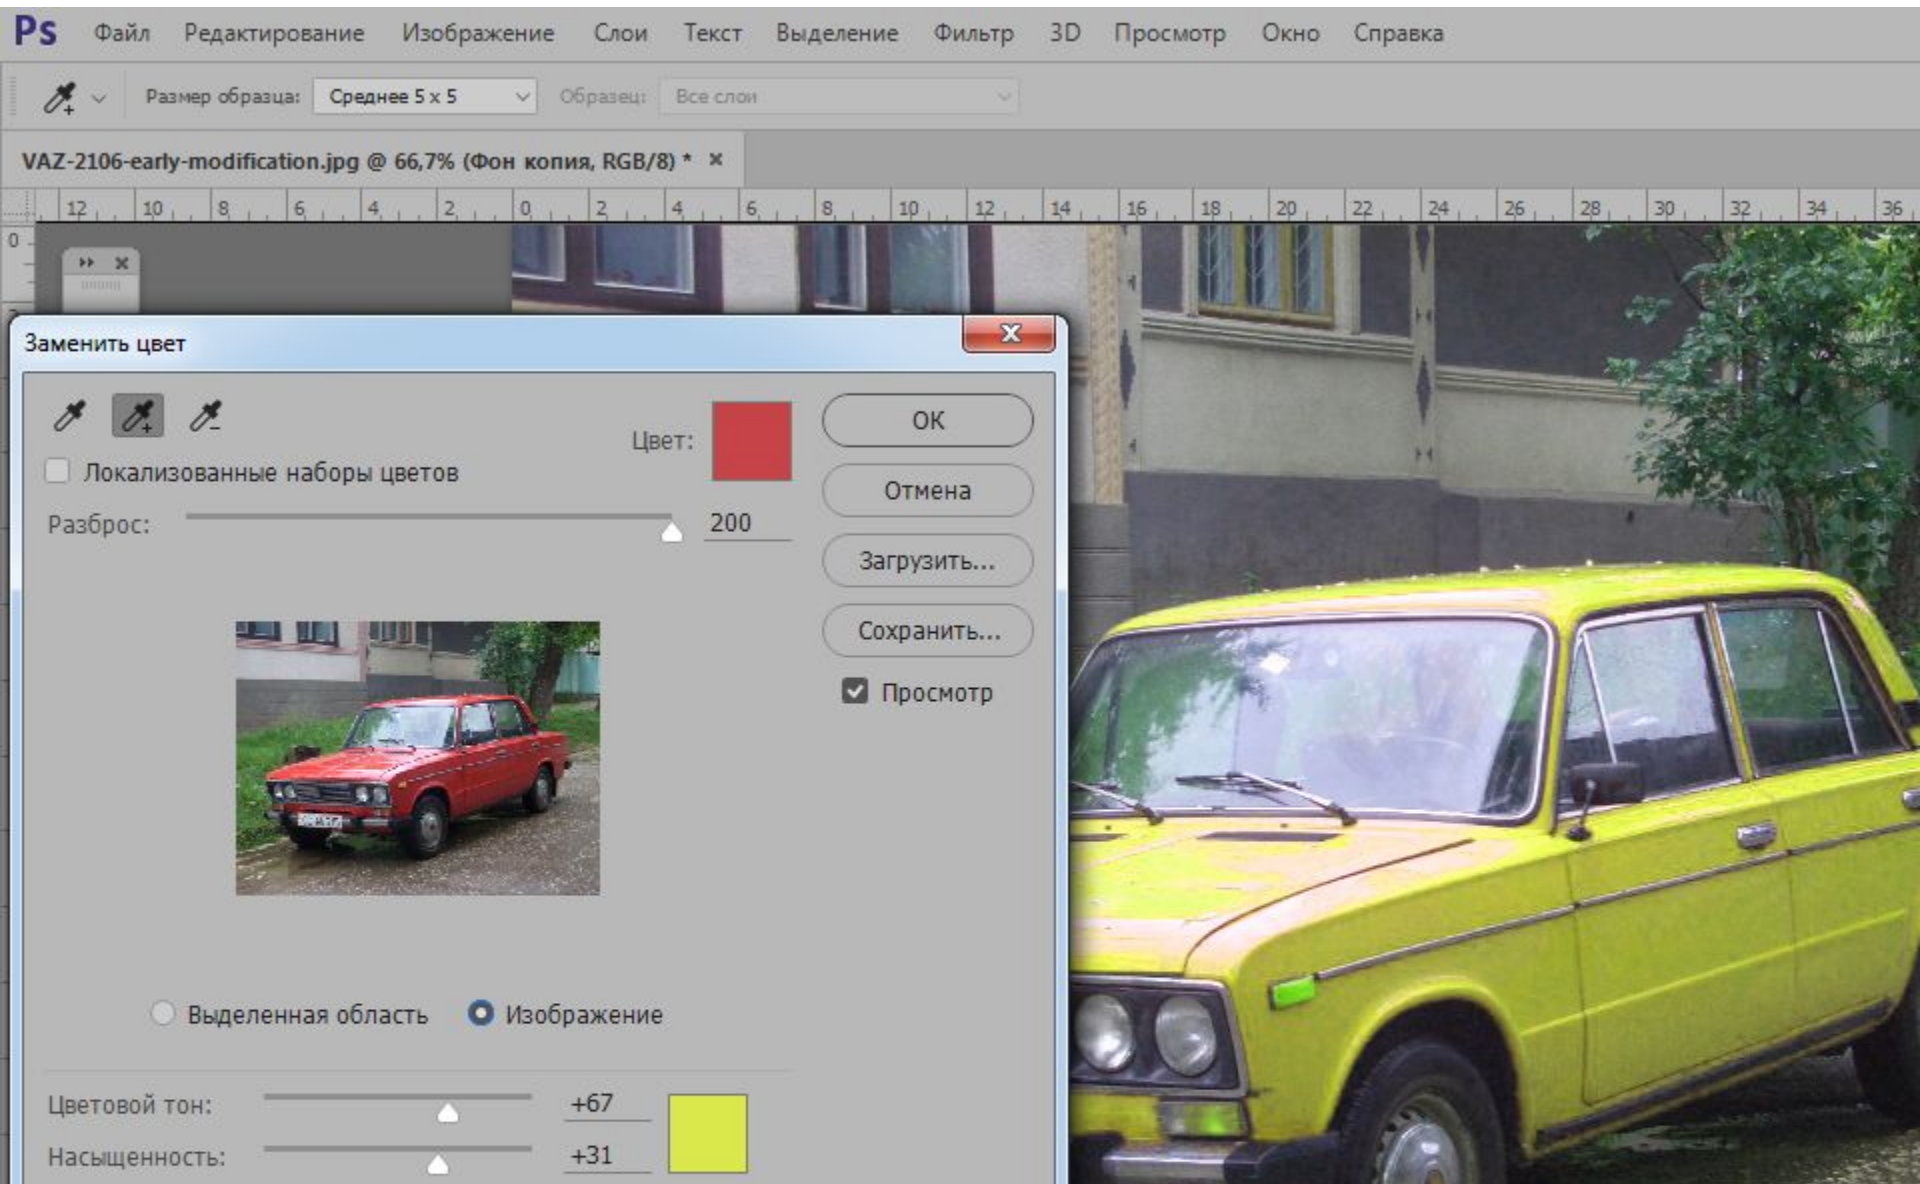 Ps Файл Редактирование Изображение Слои Текст Выделение Фильтр 3D Просмотр Окно Справка
Размер образца: Среднее 5 x 5 Образец: Все слои
VAZ-2106-early-modification.jpg @ 66,7% (Фон копия, RGB/8) * ×
12 10 8 6 4 2 0 2 4 6 8 10 12 14 16 18 20 22 24 26 28 30 32 34 36
0
Заменить цвет
Цвет:
ОК
Локализованные наборы цветов
Отмена
Разброс: 200
Загрузить...
Сохранить...
Просмотр
Выделенная область Изображение
Цветовой тон: +67
Насыщенность: +31